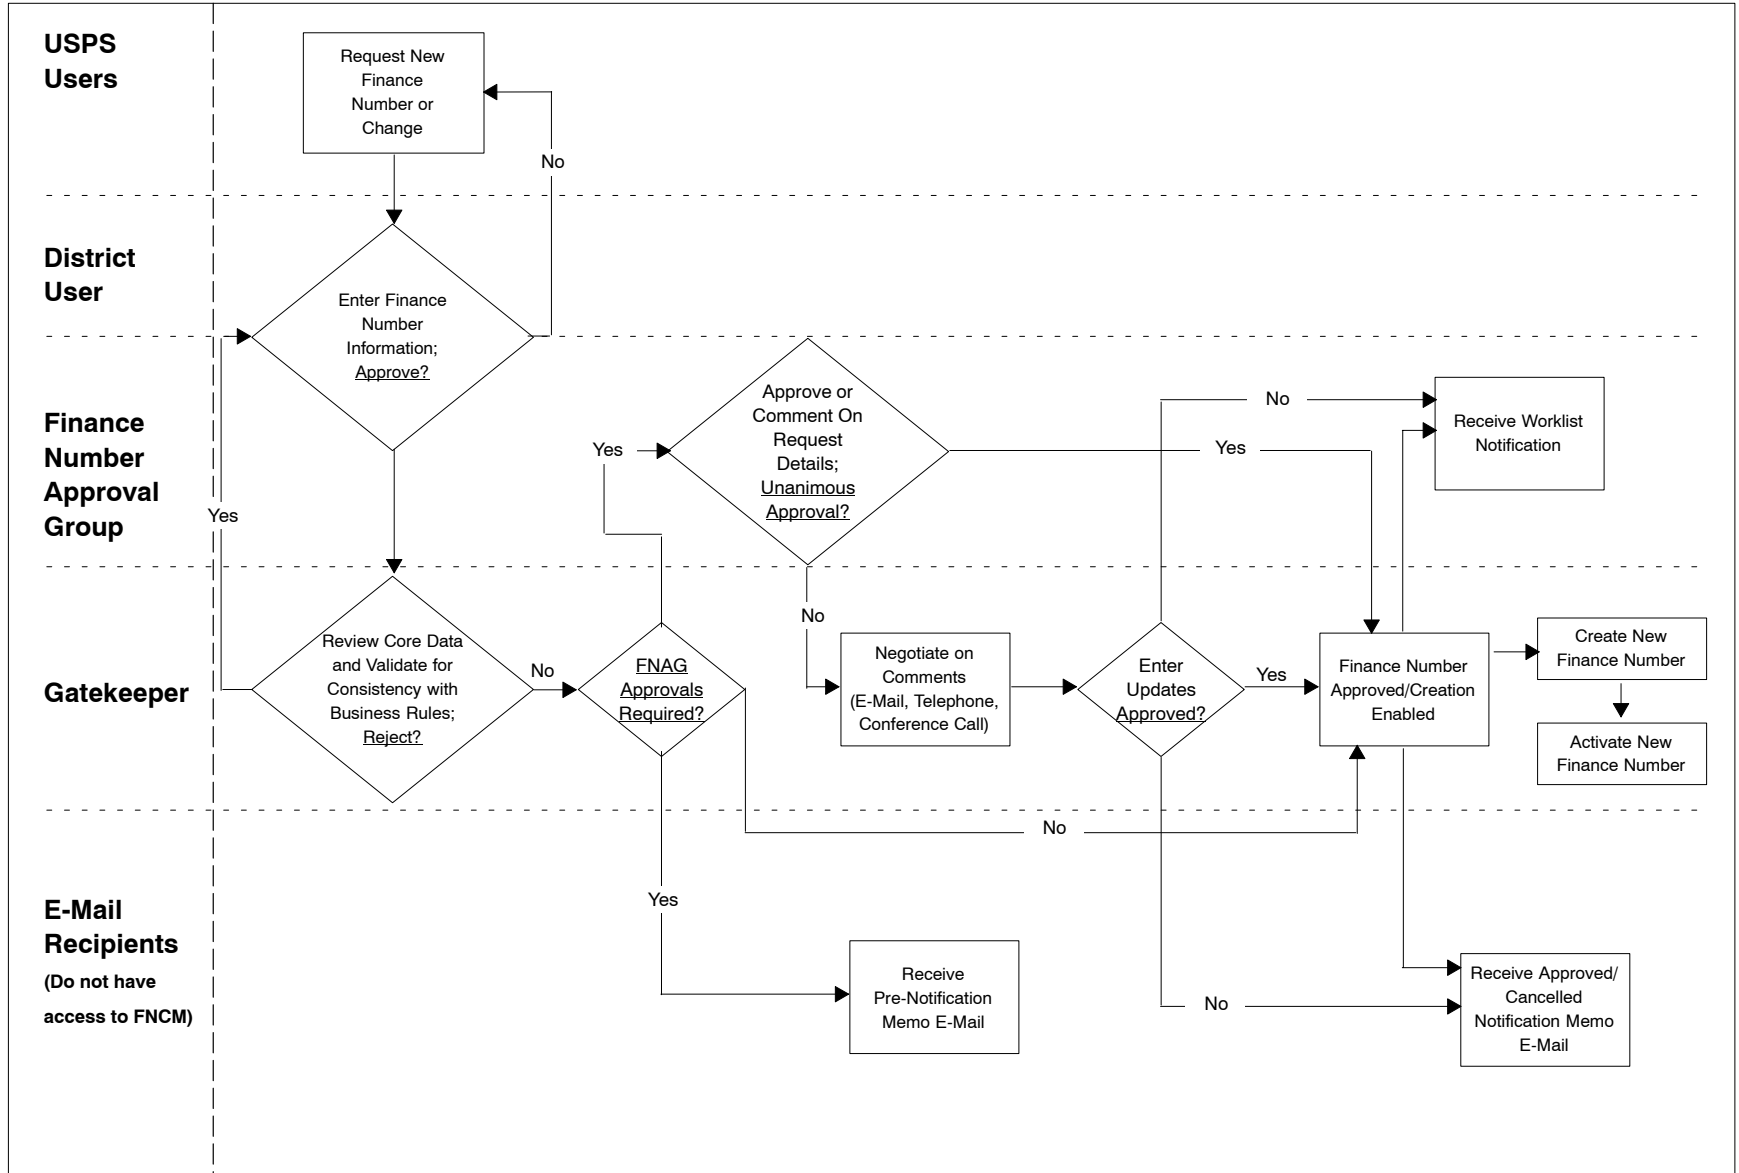 USPS
Users
Request New
Finance
Number or
Change
No
District
User
Enter Finance
Number
Information;
Approve?
Finance
Number
Approval
Group
Yes
Yes
Approve or
Comment On
Request
Details;
Unanimous
Approval?
No
Yes
Receive Worklist
Notification
Gatekeeper
Review Core Data
and Validate for
Consistency with
Business Rules;
Reject?
No
FNAG
Approvals
Required?
No
Negotiate on
Comments
(E-Mail, Telephone,
Conference Call)
Enter
Updates
Approved?
Yes
Finance Number
Approved/Creation
Enabled
Create New
Finance Number
Activate New
Finance Number
No
E-Mail
Recipients
(Do not have
access to FNCM)
Yes
Receive
Pre-Notification
Memo E-Mail
No
Receive Approved/
Cancelled
Notification Memo
E-Mail